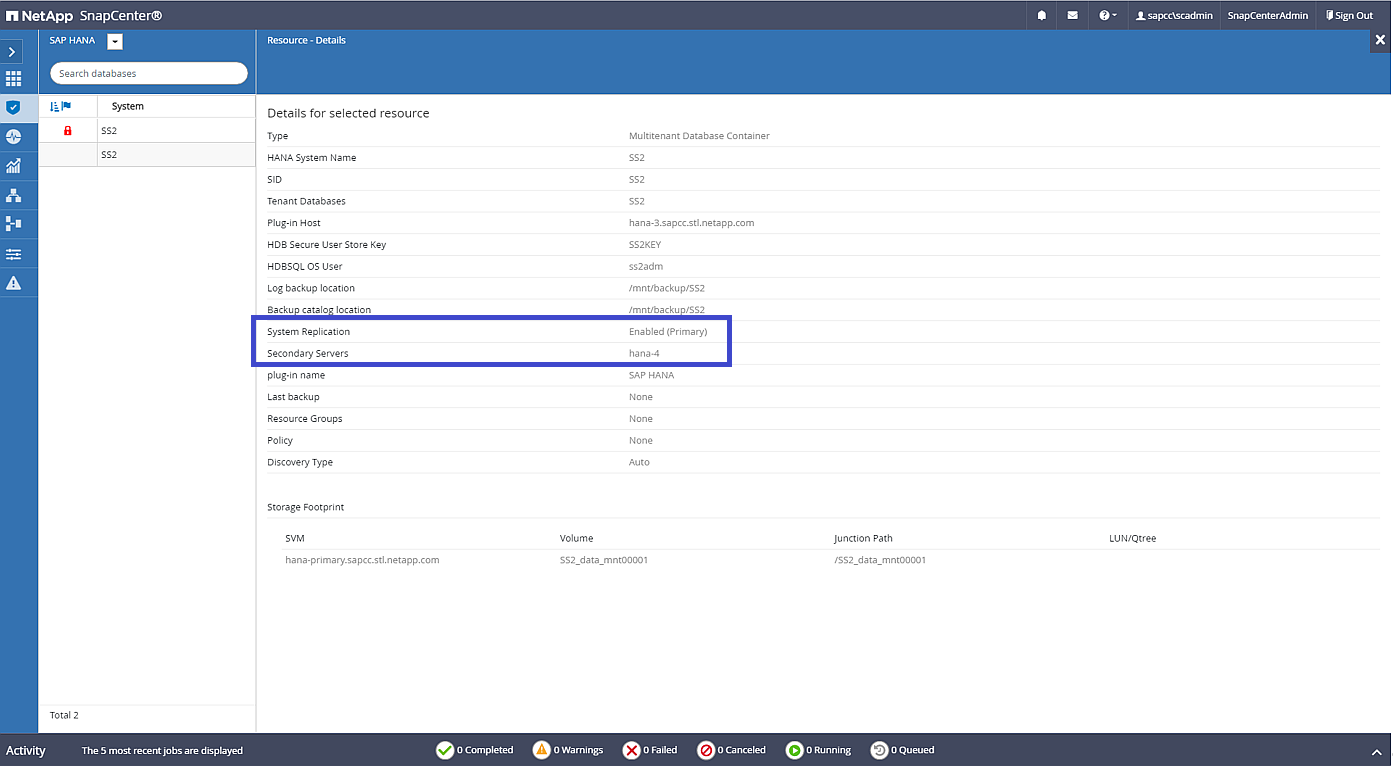 NetApp SnapCenter®
sapcc\scadmin SnapCenterAdmin Sign Out
SAP HANA
Search databases
System
SS2
SS2
Total 2
Resource - Details
Details for selected resource
Type Multitenant Database Container
HANA System Name SS2
SID SS2
Tenant Databases SS2
Plug-in Host hana-3.sapcc.stl.netapp.com
HDB Secure User Store Key SS2KEY
HDBSQL OS User ss2adm
Log backup location /mnt/backup/SS2
Backup catalog location /mnt/backup/SS2
System Replication Enabled (Primary)
Secondary Servers hana-4
plug-in name SAP HANA
Last backup None
Resource Groups None
Policy None
Discovery Type Auto
Storage Footprint
SVM Volume Junction Path LUN/Qtree
hana-primary.sapcc.stl.netapp.com SS2_data_mnt00001 /SS2_data_mnt00001
Activity The 5 most recent jobs are displayed 0 Completed 0 Warnings 0 Failed 0 Canceled 0 Running 0 Queued